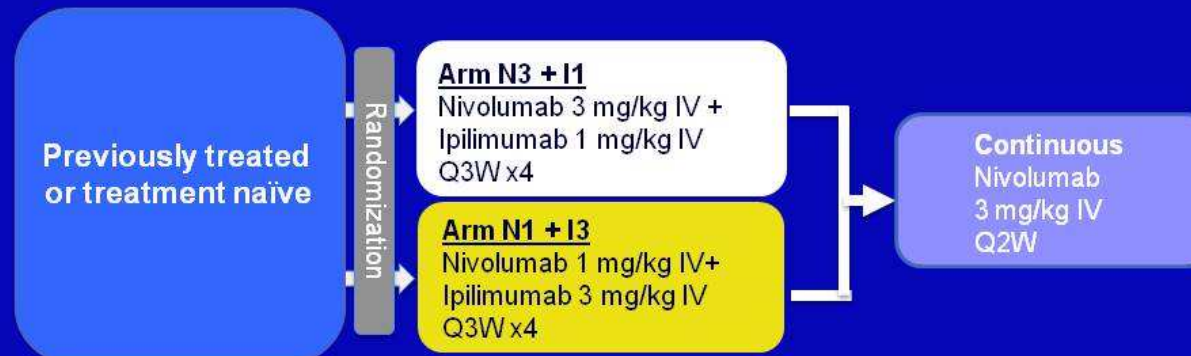 Previously treated
or treatment naïve
Randomization
Arm N3 + I1
Nivolumab 3 mg/kg IV +
Ipilimumab 1 mg/kg IV
Q3W x4
Arm N1 + I3
Nivolumab 1 mg/kg IV+
Ipilimumab 3 mg/kg IV
Q3W x4
Continuous
Nivolumab
3 mg/kg IV
Q2W